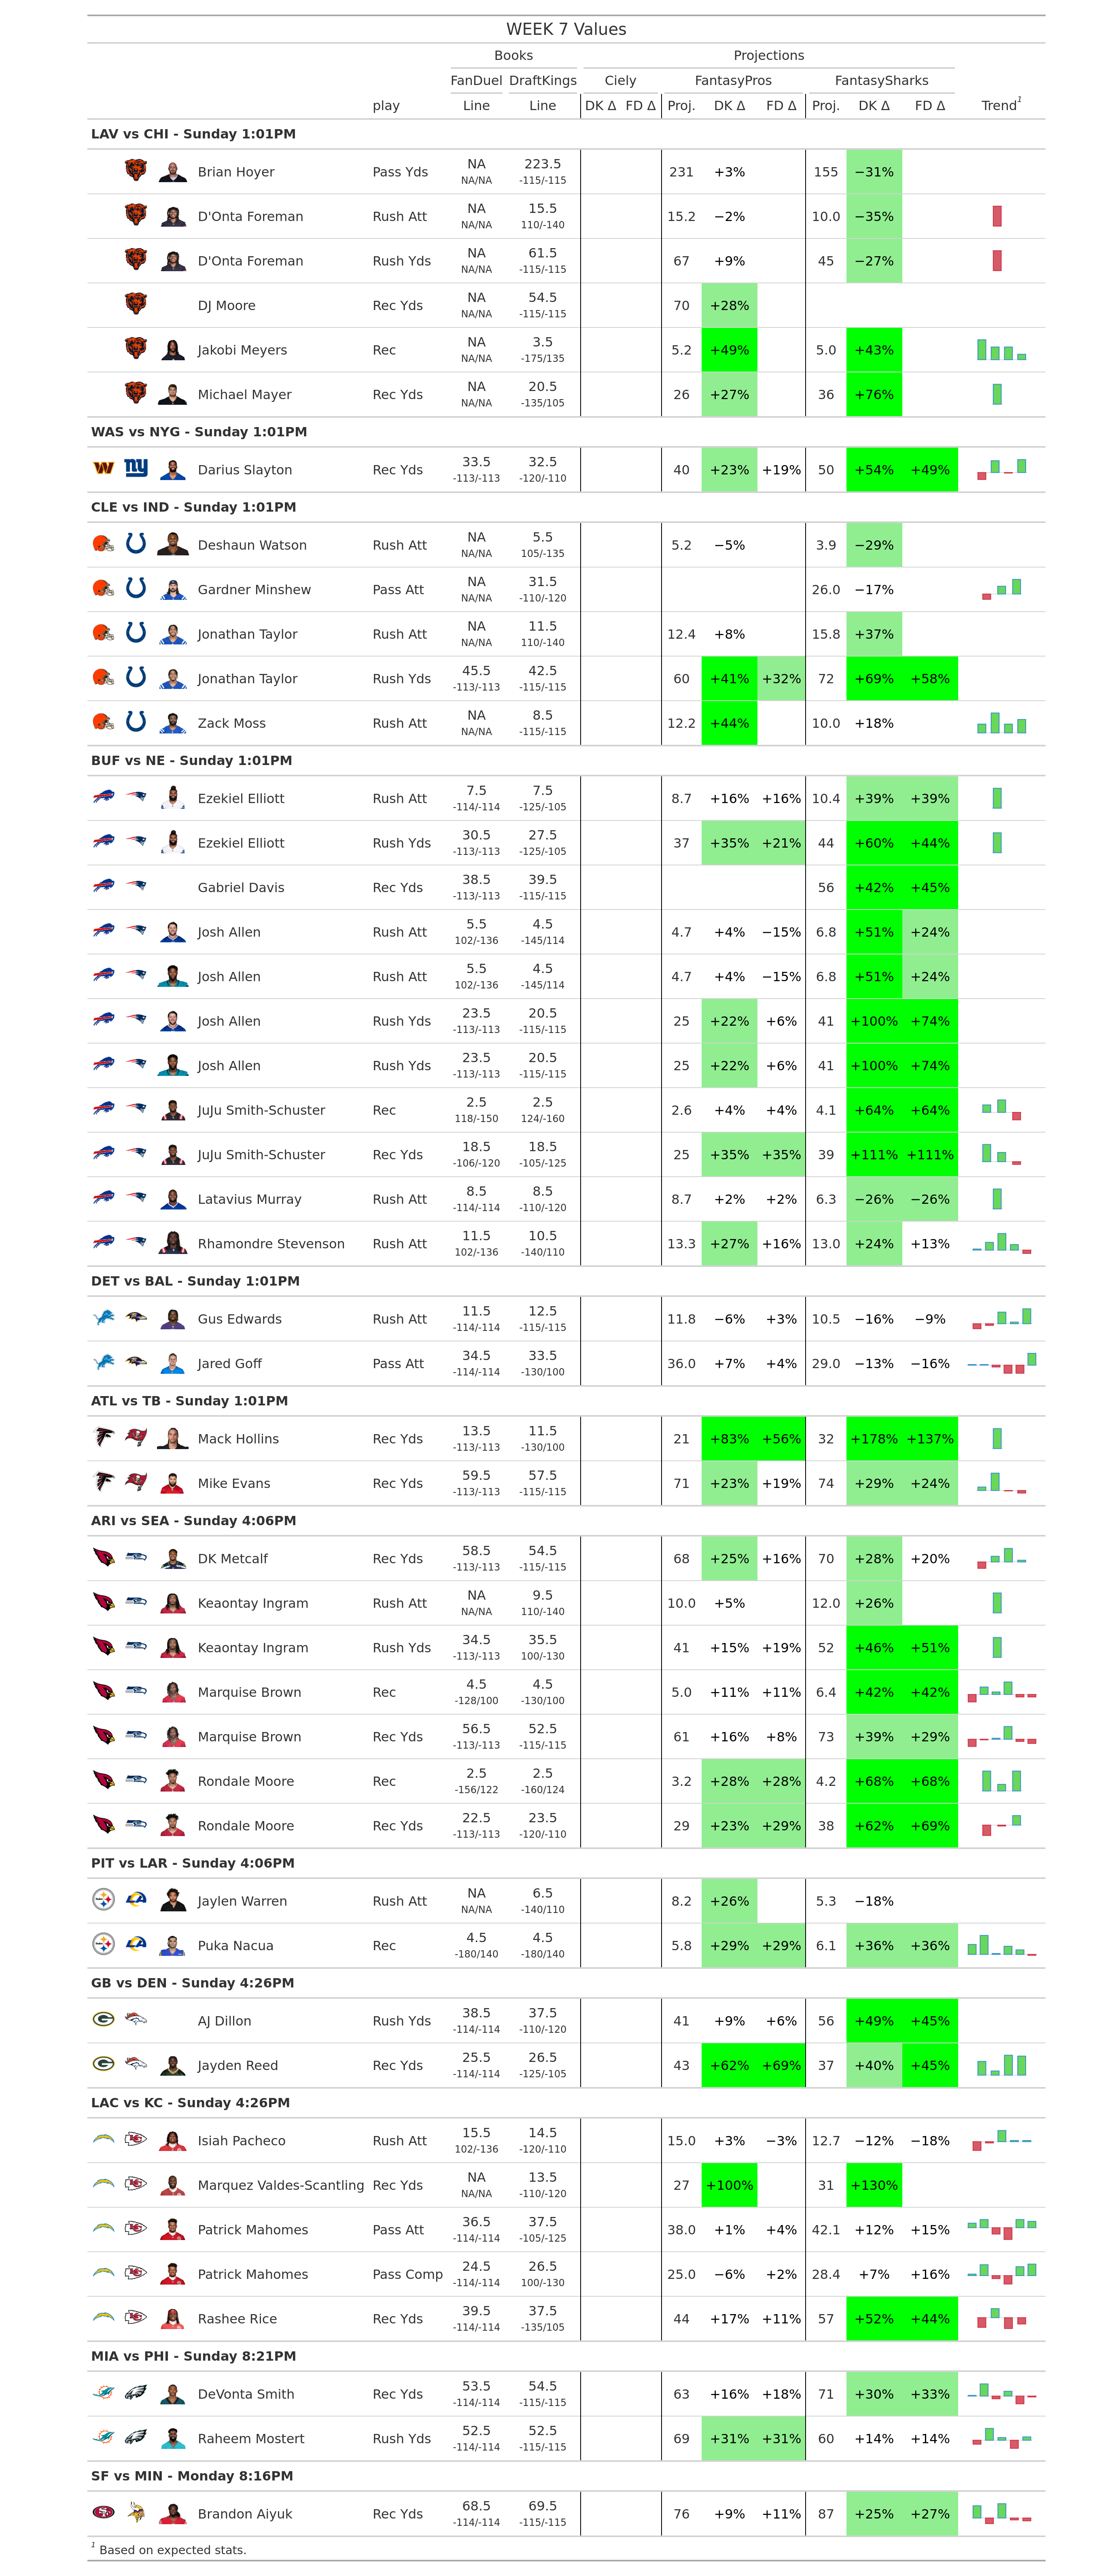 WEEK 7 Values
Books Projections
FanDuel DraftKings Ciely FantasyPros FantasySharks
play Line Line DK Δ FD Δ Proj. DK Δ FD Δ Proj. DK Δ FD Δ Trend1
LAV vs CHI - Sunday 1:01PM
Brian Hoyer Pass Yds NA 223.5 231 +3% 155 −31%
NA/NA -115/-115
D'Onta Foreman Rush Att NA 15.5 15.2 −2% 10.0 −35%
NA/NA 110/-140
D'Onta Foreman Rush Yds NA 61.5 67 +9% 45 −27%
NA/NA -115/-115
DJ Moore Rec Yds NA 54.5 70 +28%
NA/NA -115/-115
Jakobi Meyers Rec NA 3.5 5.2 +49% 5.0 +43%
NA/NA -175/135
Michael Mayer Rec Yds NA 20.5 26 +27% 36 +76%
NA/NA -135/105
WAS vs NYG - Sunday 1:01PM
Darius Slayton Rec Yds 33.5 32.5 40 +23% +19% 50 +54% +49%
-113/-113 -120/-110
CLE vs IND - Sunday 1:01PM
Deshaun Watson Rush Att NA 5.5 5.2 −5% 3.9 −29%
NA/NA 105/-135
Gardner Minshew Pass Att NA 31.5 26.0 −17%
NA/NA -110/-120
Jonathan Taylor Rush Att NA 11.5 12.4 +8% 15.8 +37%
NA/NA 110/-140
Jonathan Taylor Rush Yds 45.5 42.5 60 +41% +32% 72 +69% +58%
-113/-113 -115/-115
Zack Moss Rush Att NA 8.5 12.2 +44% 10.0 +18%
NA/NA -115/-115
BUF vs NE - Sunday 1:01PM
Ezekiel Elliott Rush Att 7.5 7.5 8.7 +16% +16% 10.4 +39% +39%
-114/-114 -125/-105
Ezekiel Elliott Rush Yds 30.5 27.5 37 +35% +21% 44 +60% +44%
-113/-113 -125/-105
Gabriel Davis Rec Yds 38.5 39.5 56 +42% +45%
-113/-113 -115/-115
Josh Allen Rush Att 5.5 4.5 4.7 +4% −15% 6.8 +51% +24%
102/-136 -145/114
Josh Allen Rush Att 5.5 4.5 4.7 +4% −15% 6.8 +51% +24%
102/-136 -145/114
Josh Allen Rush Yds 23.5 20.5 25 +22% +6% 41 +100% +74%
-113/-113 -115/-115
Josh Allen Rush Yds 23.5 20.5 25 +22% +6% 41 +100% +74%
-113/-113 -115/-115
JuJu Smith-Schuster Rec 2.5 2.5 2.6 +4% +4% 4.1 +64% +64%
118/-150 124/-160
JuJu Smith-Schuster Rec Yds 18.5 18.5 25 +35% +35% 39 +111% +111%
-106/-120 -105/-125
Latavius Murray Rush Att 8.5 8.5 8.7 +2% +2% 6.3 −26% −26%
-114/-114 -110/-120
Rhamondre Stevenson Rush Att 11.5 10.5 13.3 +27% +16% 13.0 +24% +13%
102/-136 -140/110
DET vs BAL - Sunday 1:01PM
Gus Edwards Rush Att 11.5 12.5 11.8 −6% +3% 10.5 −16% −9%
-114/-114 -115/-115
Jared Goff Pass Att 34.5 33.5 36.0 +7% +4% 29.0 −13% −16%
-114/-114 -130/100
ATL vs TB - Sunday 1:01PM
Mack Hollins Rec Yds 13.5 11.5 21 +83% +56% 32 +178% +137%
-113/-113 -130/100
Mike Evans Rec Yds 59.5 57.5 71 +23% +19% 74 +29% +24%
-113/-113 -115/-115
ARI vs SEA - Sunday 4:06PM
DK Metcalf Rec Yds 58.5 54.5 68 +25% +16% 70 +28% +20%
-113/-113 -115/-115
Keaontay Ingram Rush Att NA 9.5 10.0 +5% 12.0 +26%
NA/NA 110/-140
Keaontay Ingram Rush Yds 34.5 35.5 41 +15% +19% 52 +46% +51%
-113/-113 100/-130
Marquise Brown Rec 4.5 4.5 5.0 +11% +11% 6.4 +42% +42%
-128/100 -130/100
Marquise Brown Rec Yds 56.5 52.5 61 +16% +8% 73 +39% +29%
-113/-113 -115/-115
Rondale Moore Rec 2.5 2.5 3.2 +28% +28% 4.2 +68% +68%
-156/122 -160/124
Rondale Moore Rec Yds 22.5 23.5 29 +23% +29% 38 +62% +69%
-113/-113 -120/-110
PIT vs LAR - Sunday 4:06PM
Jaylen Warren Rush Att NA 6.5 8.2 +26% 5.3 −18%
NA/NA -140/110
Puka Nacua Rec 4.5 4.5 5.8 +29% +29% 6.1 +36% +36%
-180/140 -180/140
GB vs DEN - Sunday 4:26PM
AJ Dillon Rush Yds 38.5 37.5 41 +9% +6% 56 +49% +45%
-114/-114 -110/-120
Jayden Reed Rec Yds 25.5 26.5 43 +62% +69% 37 +40% +45%
-114/-114 -125/-105
LAC vs KC - Sunday 4:26PM
Isiah Pacheco Rush Att 15.5 14.5 15.0 +3% −3% 12.7 −12% −18%
102/-136 -120/-110
Marquez Valdes-Scantling Rec Yds NA 13.5 27 +100% 31 +130%
NA/NA -110/-120
Patrick Mahomes Pass Att 36.5 37.5 38.0 +1% +4% 42.1 +12% +15%
-114/-114 -105/-125
Patrick Mahomes Pass Comp 24.5 26.5 25.0 −6% +2% 28.4 +7% +16%
-114/-114 100/-130
Rashee Rice Rec Yds 39.5 37.5 44 +17% +11% 57 +52% +44%
-114/-114 -135/105
MIA vs PHI - Sunday 8:21PM
DeVonta Smith Rec Yds 53.5 54.5 63 +16% +18% 71 +30% +33%
-114/-114 -115/-115
Raheem Mostert Rush Yds 52.5 52.5 69 +31% +31% 60 +14% +14%
-114/-114 -115/-115
SF vs MIN - Monday 8:16PM
Brandon Aiyuk Rec Yds 68.5 69.5 76 +9% +11% 87 +25% +27%
-114/-114 -115/-115
1 Based on expected stats.